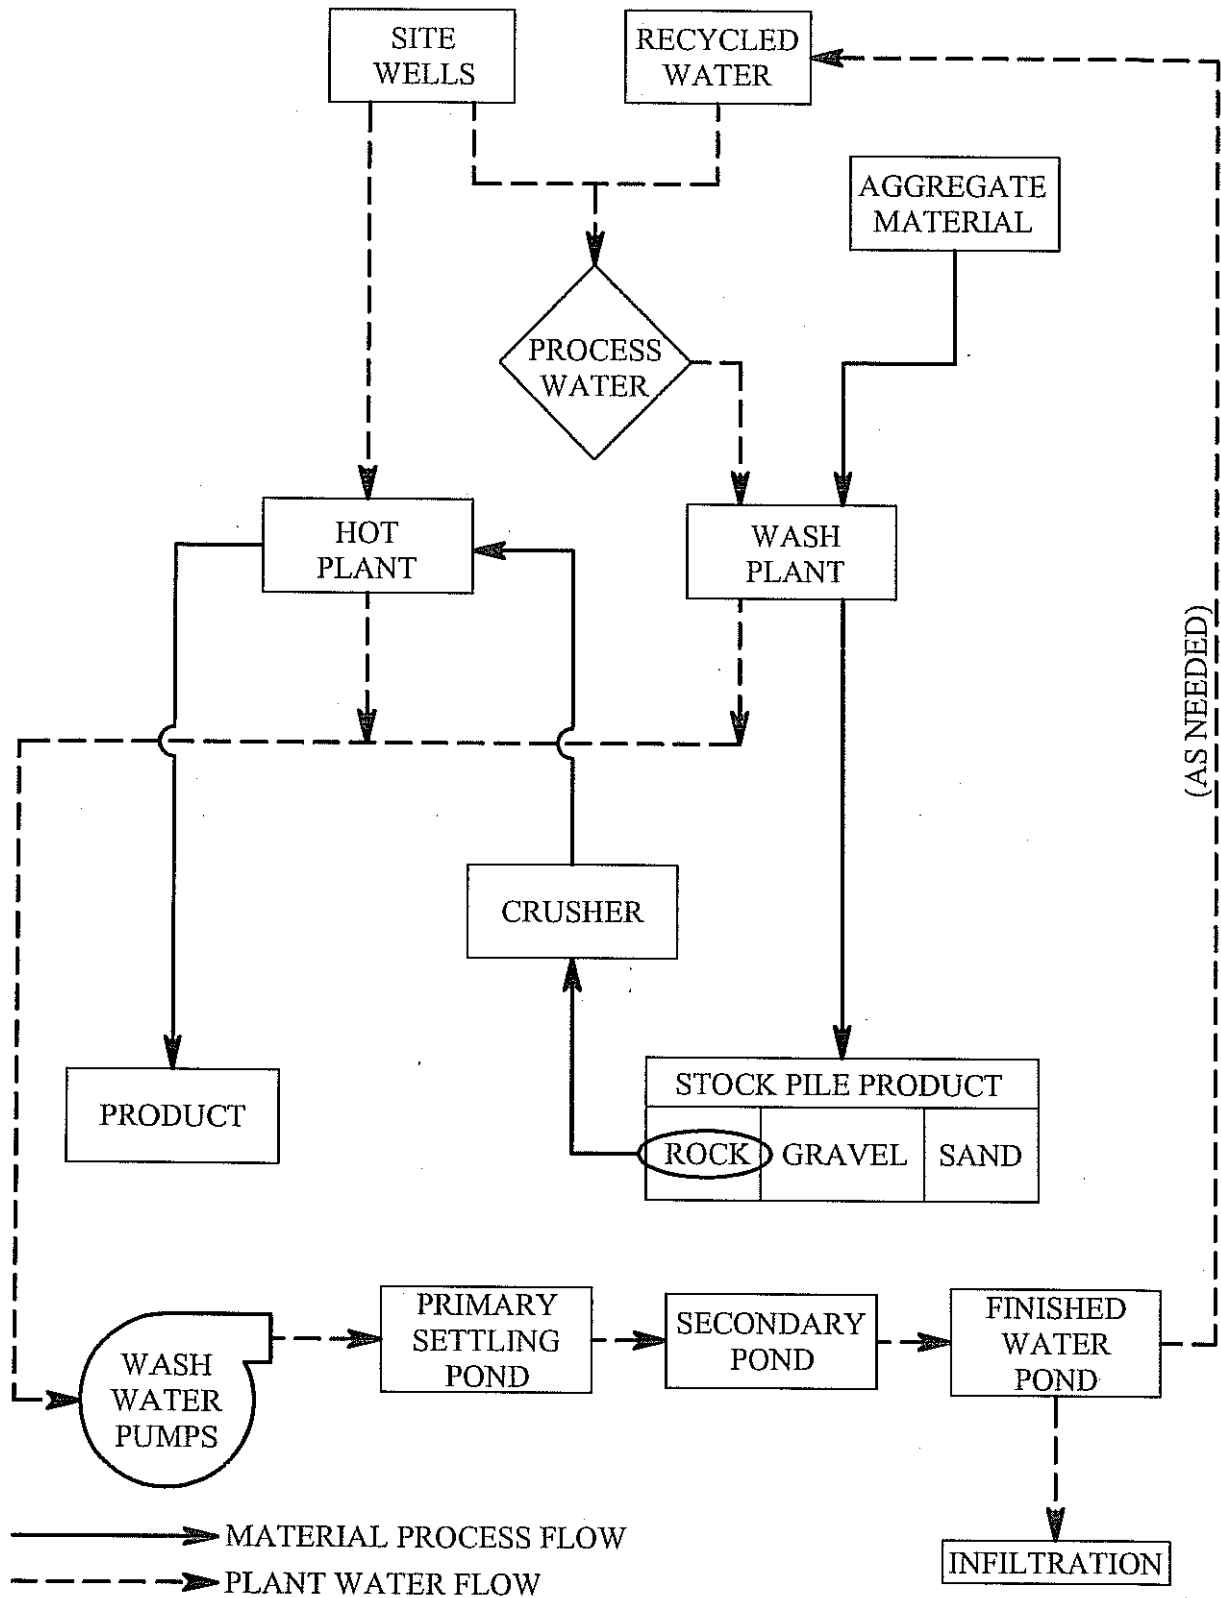 SITE
WELLS
RECYCLED
WATER
AGGREGATE
MATERIAL
PROCESS
WATER
HOT
PLANT
WASH
PLANT
(AS NEEDED)
CRUSHER
PRODUCT
STOCK PILE PRODUCT
ROCK
GRAVEL
SAND
WASH
WATER
PUMPS
PRIMARY
SETTLING
POND
SECONDARY
POND
FINISHED
WATER
POND
INFILTRATION
MATERIAL PROCESS FLOW
PLANT WATER FLOW